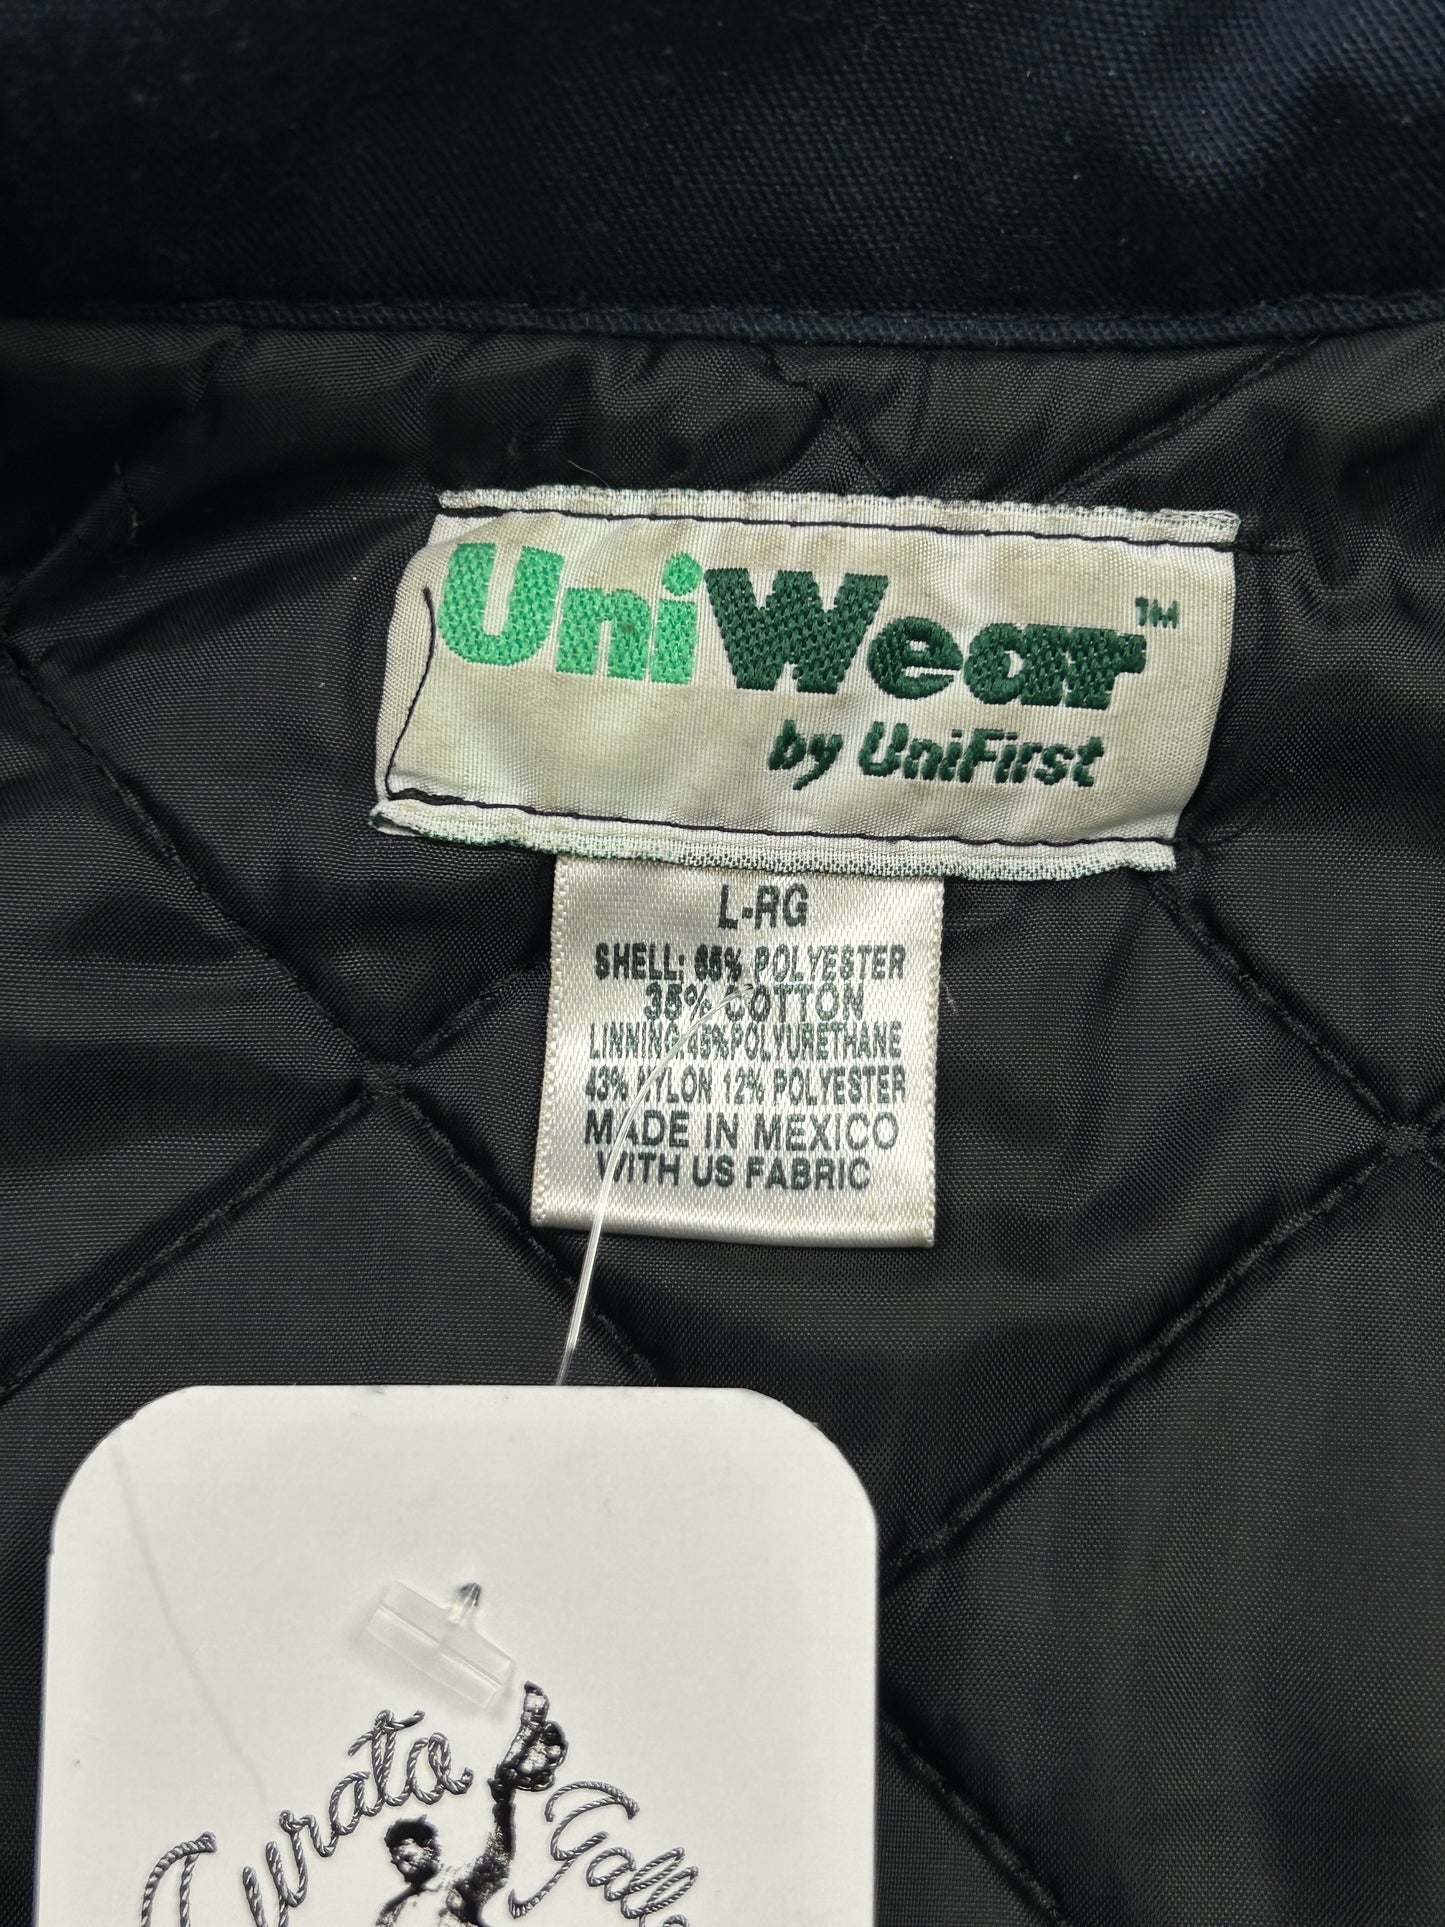 UniWear™
by UniFirst
L-RG
SHELL: 65% POLYESTER
35% COTTON
LINNING:45%POLYURETHANE
43% NYLON 12% POLYESTER
MADE IN MEXICO
WITH US FABRIC